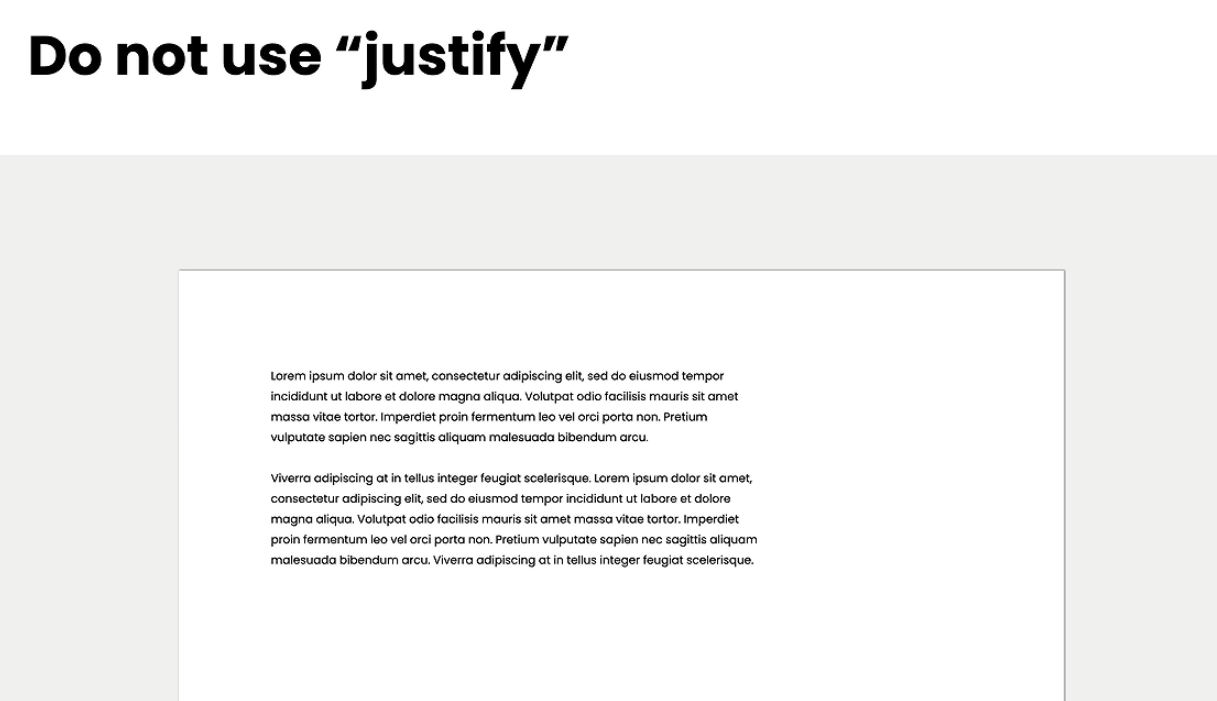 Do not use “justify”
Lorem ipsum dolor sit amet, consectetur adipiscing elit, sed do eiusmod tempor
incididunt ut labore et dolore magna aliqua. Volutpat odio facilisis mauris sit amet
massa vitae tortor. Imperdiet proin fermentum leo vel orci porta non. Pretium
vulputate sapien nec sagittis aliquam malesuada bibendum arcu.
Viverra adipiscing at in tellus integer feugiat scelerisque. Lorem ipsum dolor sit amet,
consectetur adipiscing elit, sed do eiusmod tempor incididunt ut labore et dolore
magna aliqua. Volutpat odio facilisis mauris sit amet massa vitae tortor. Imperdiet
proin fermentum leo vel orci porta non. Pretium vulputate sapien nec sagittis aliquam
malesuada bibendum arcu. Viverra adipiscing at in tellus integer feugiat scelerisque.